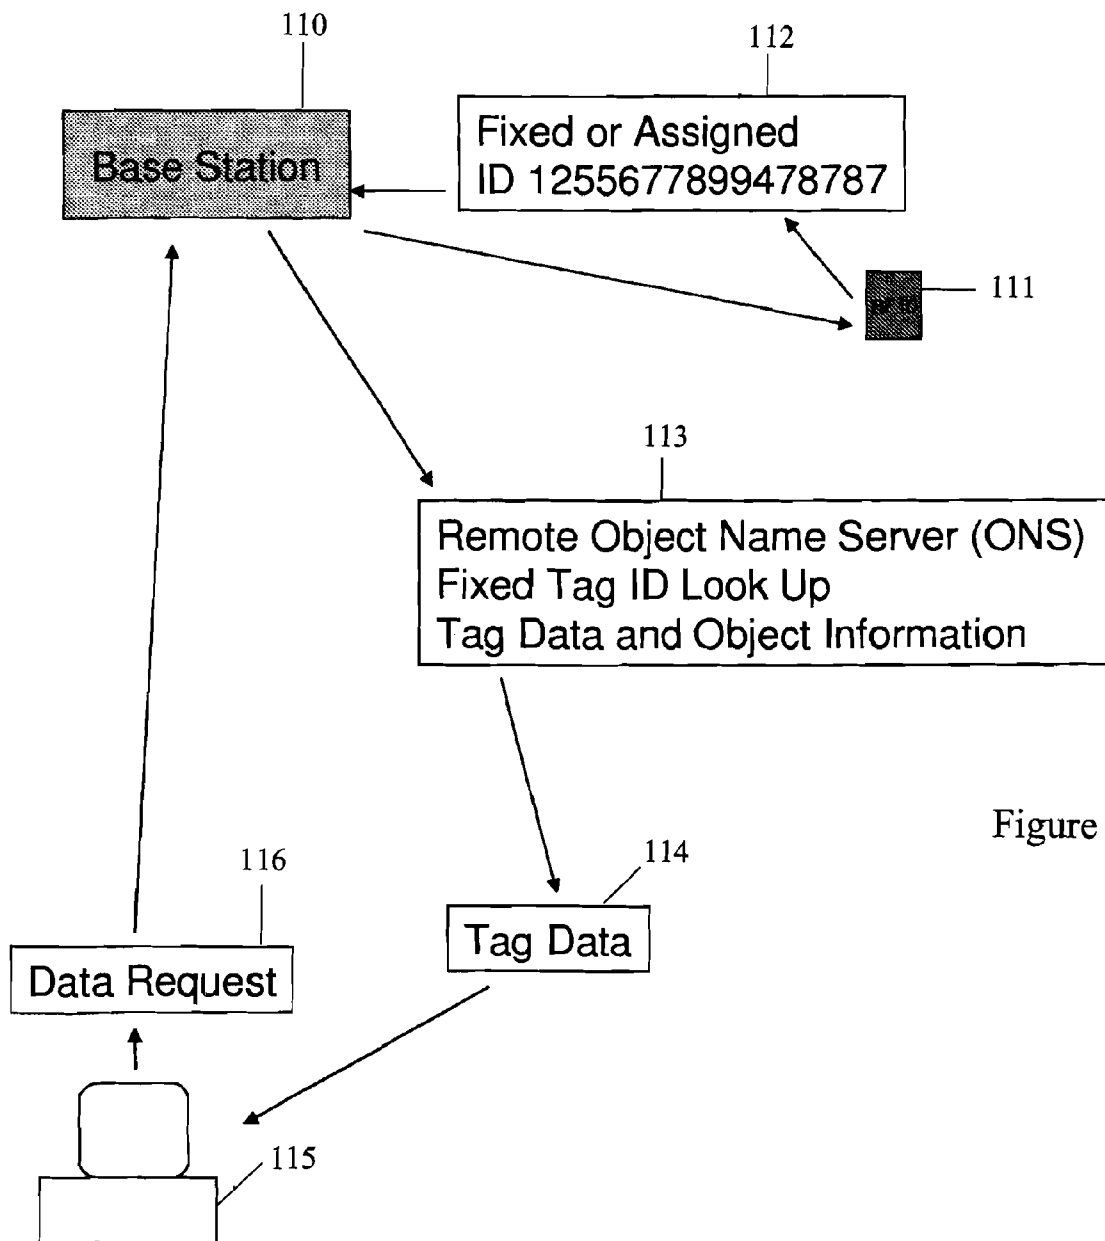 110
112
Base Station
Fixed or Assigned
ID 1255677899478787
111
113
Remote Object Name Server (ONS)
Fixed Tag ID Look Up
Tag Data and Object Information
Figure
116
114
Data Request
Tag Data
115